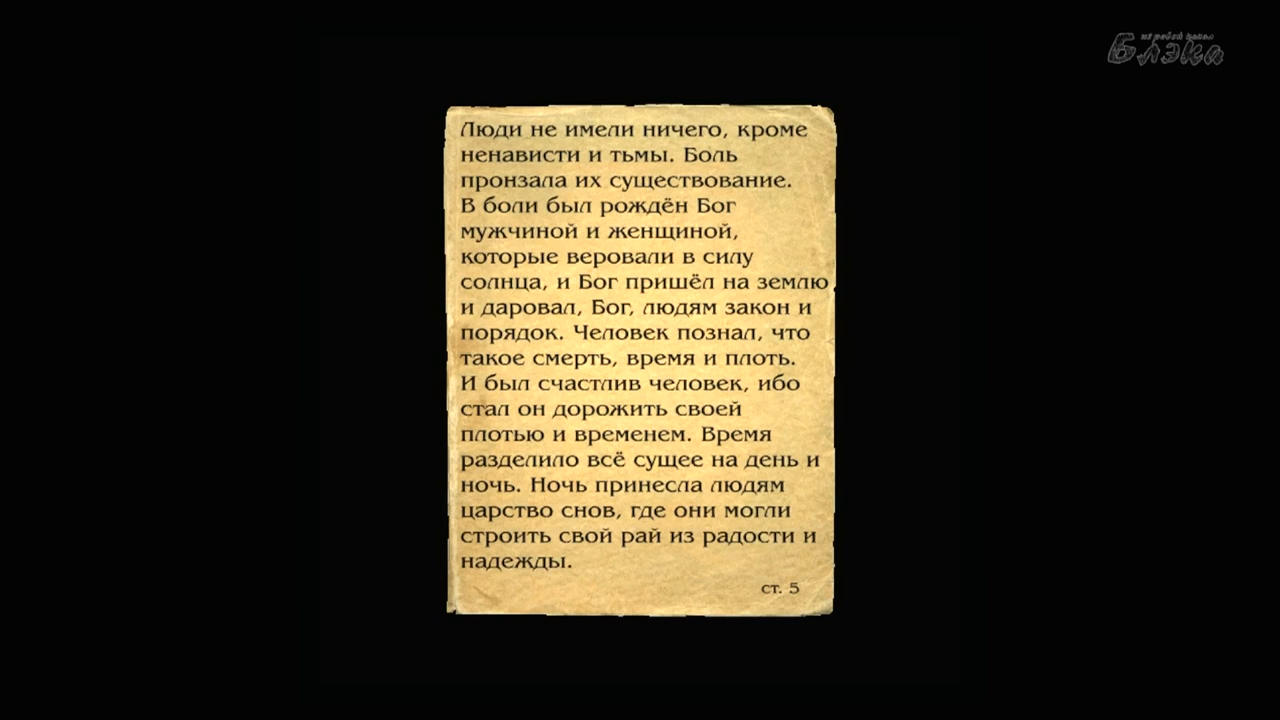 игровой канал
Блэка
Люди не имели ничего, кроме
ненависти и тьмы. Боль
пронзала их существование.
В боли был рождён Бог
мужчиной и женщиной,
которые веровали в силу
солнца, и Бог пришёл на землю
и даровал, Бог, людям закон и
порядок. Человек познал, что
такое смерть, время и плоть.
И был счастлив человек, ибо
стал он дорожить своей
плотью и временем. Время
разделило всё сущее на день и
ночь. Ночь принесла людям
царство снов, где они могли
строить свой рай из радости и
надежды.
ст. 5